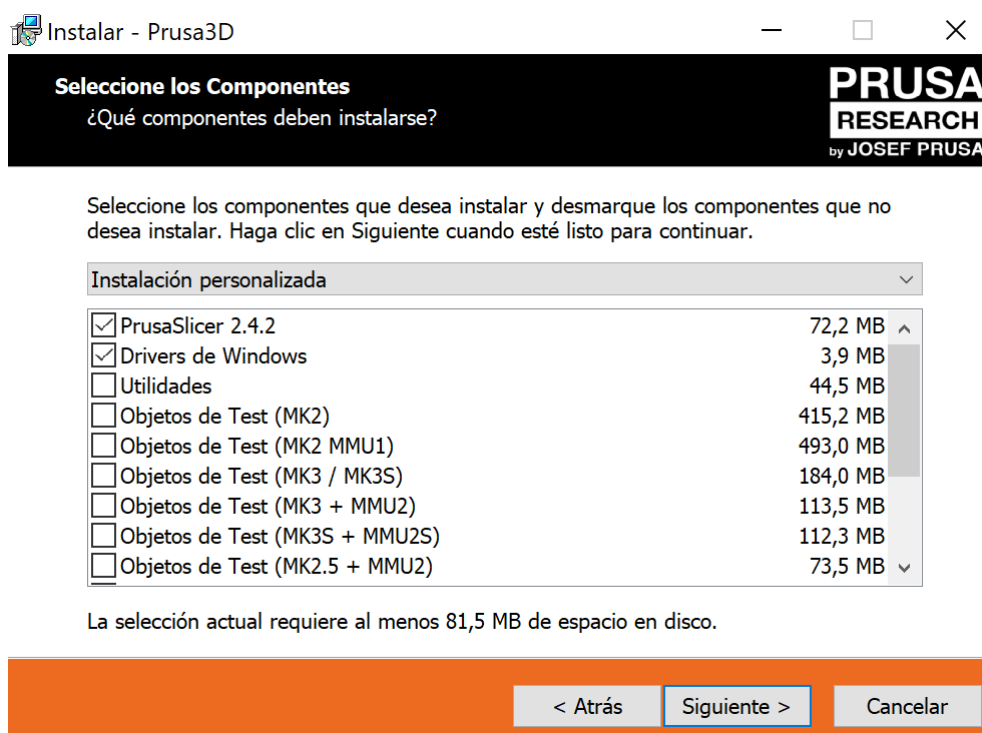 Instalar - Prusa3D
Seleccione los Componentes
¿Qué componentes deben instalarse?
PRUSA
RESEARCH
by JOSEF PRUSA
Seleccione los componentes que desea instalar y desmarque los componentes que no
desea instalar. Haga clic en Siguiente cuando esté listo para continuar.
Instalación personalizada
PrusaSlicer 2.4.2 72,2 MB
Drivers de Windows 3,9 MB
Utilidades 44,5 MB
Objetos de Test (MK2) 415,2 MB
Objetos de Test (MK2 MMU1) 493,0 MB
Objetos de Test (MK3 / MK3S) 184,0 MB
Objetos de Test (MK3 + MMU2) 113,5 MB
Objetos de Test (MK3S + MMU2S) 112,3 MB
Objetos de Test (MK2.5 + MMU2) 73,5 MB
La selección actual requiere al menos 81,5 MB de espacio en disco.
< Atrás Siguiente > Cancelar